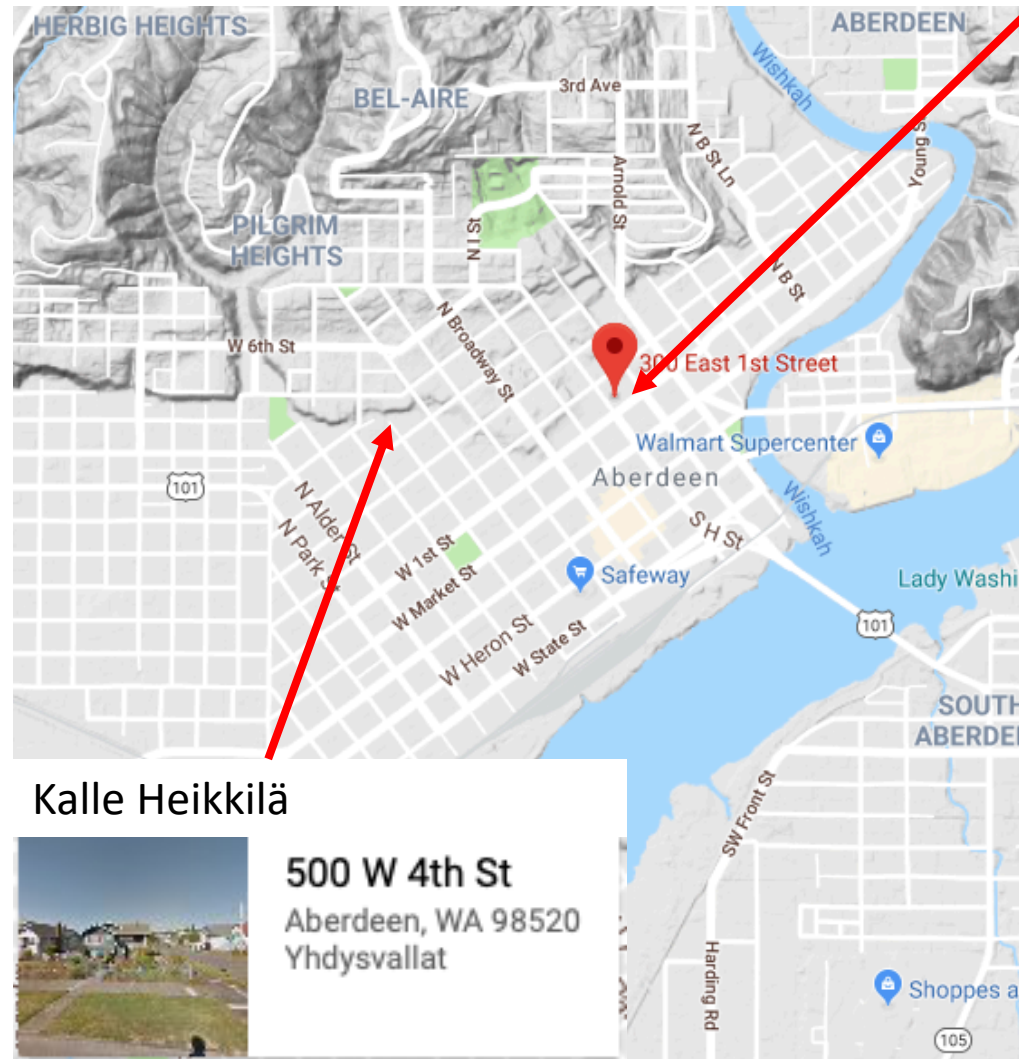 HERBIG HEIGHTS
ABERDEEN
Wishkah
3rd Ave
BEL-AIRE
N B St Ln
Young S
Arnold St
PILGRIM
HEIGHTS
N I St
N B St
N Broadway St
W 6th St
300 East 1st Street
Walmart Supercenter
Aberdeen
101
N Alder St
N Park St
Wishkah
S H St
W 1st St
W Market St
Safeway
Lady Washi
101
W Heron St
W State St
SOUTH
ABERDE
SW Front St
Harding Rd
Shoppes a
105
Kalle Heikkilä
500 W 4th St
Aberdeen, WA 98520
Yhdysvallat